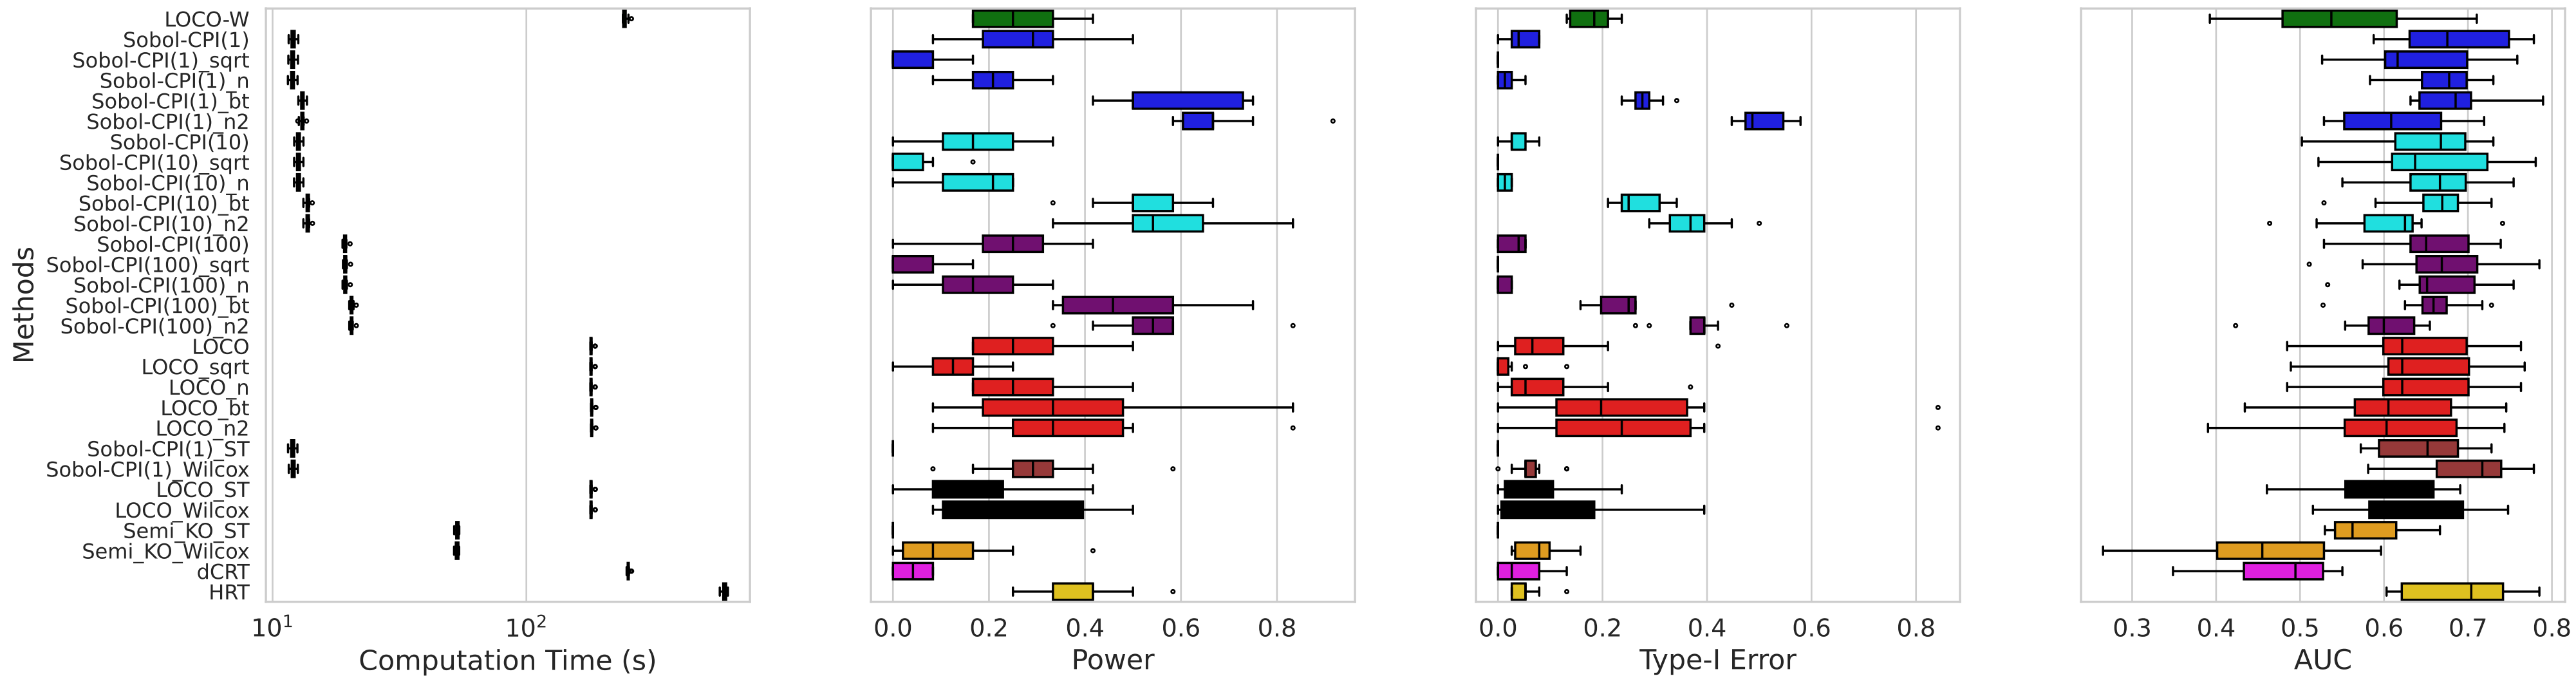 Methods
LOCO-W
Sobol-CPI(1)
Sobol-CPI(1)_sqrt
Sobol-CPI(1)_n
Sobol-CPI(1)_bt
Sobol-CPI(1)_n2
Sobol-CPI(10)
Sobol-CPI(10)_sqrt
Sobol-CPI(10)_n
Sobol-CPI(10)_bt
Sobol-CPI(10)_n2
Sobol-CPI(100)
Sobol-CPI(100)_sqrt
Sobol-CPI(100)_n
Sobol-CPI(100)_bt
Sobol-CPI(100)_n2
LOCO
LOCO_sqrt
LOCO_n
LOCO_bt
LOCO_n2
Sobol-CPI(1)_ST
Sobol-CPI(1)_Wilcox
LOCO_ST
LOCO_Wilcox
Semi_KO_ST
Semi_KO_Wilcox
dCRT
HRT
10¹ 10²
Computation Time (s)
0.0 0.2 0.4 0.6 0.8
Power
0.0 0.2 0.4 0.6 0.8
Type-I Error
0.3 0.4 0.5 0.6 0.7 0.8
AUC